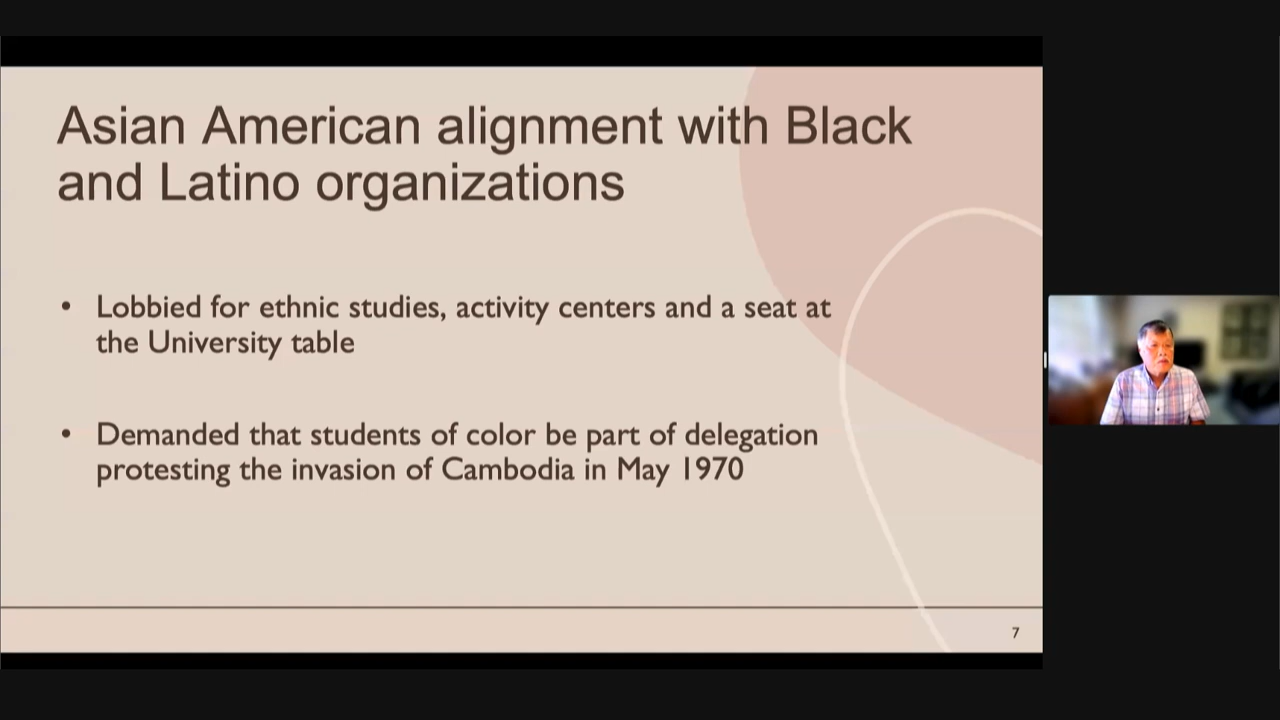 Asian American alignment with Black
and Latino organizations
• Lobbied for ethnic studies, activity centers and a seat at
the University table
• Demanded that students of color be part of delegation
protesting the invasion of Cambodia in May 1970
7